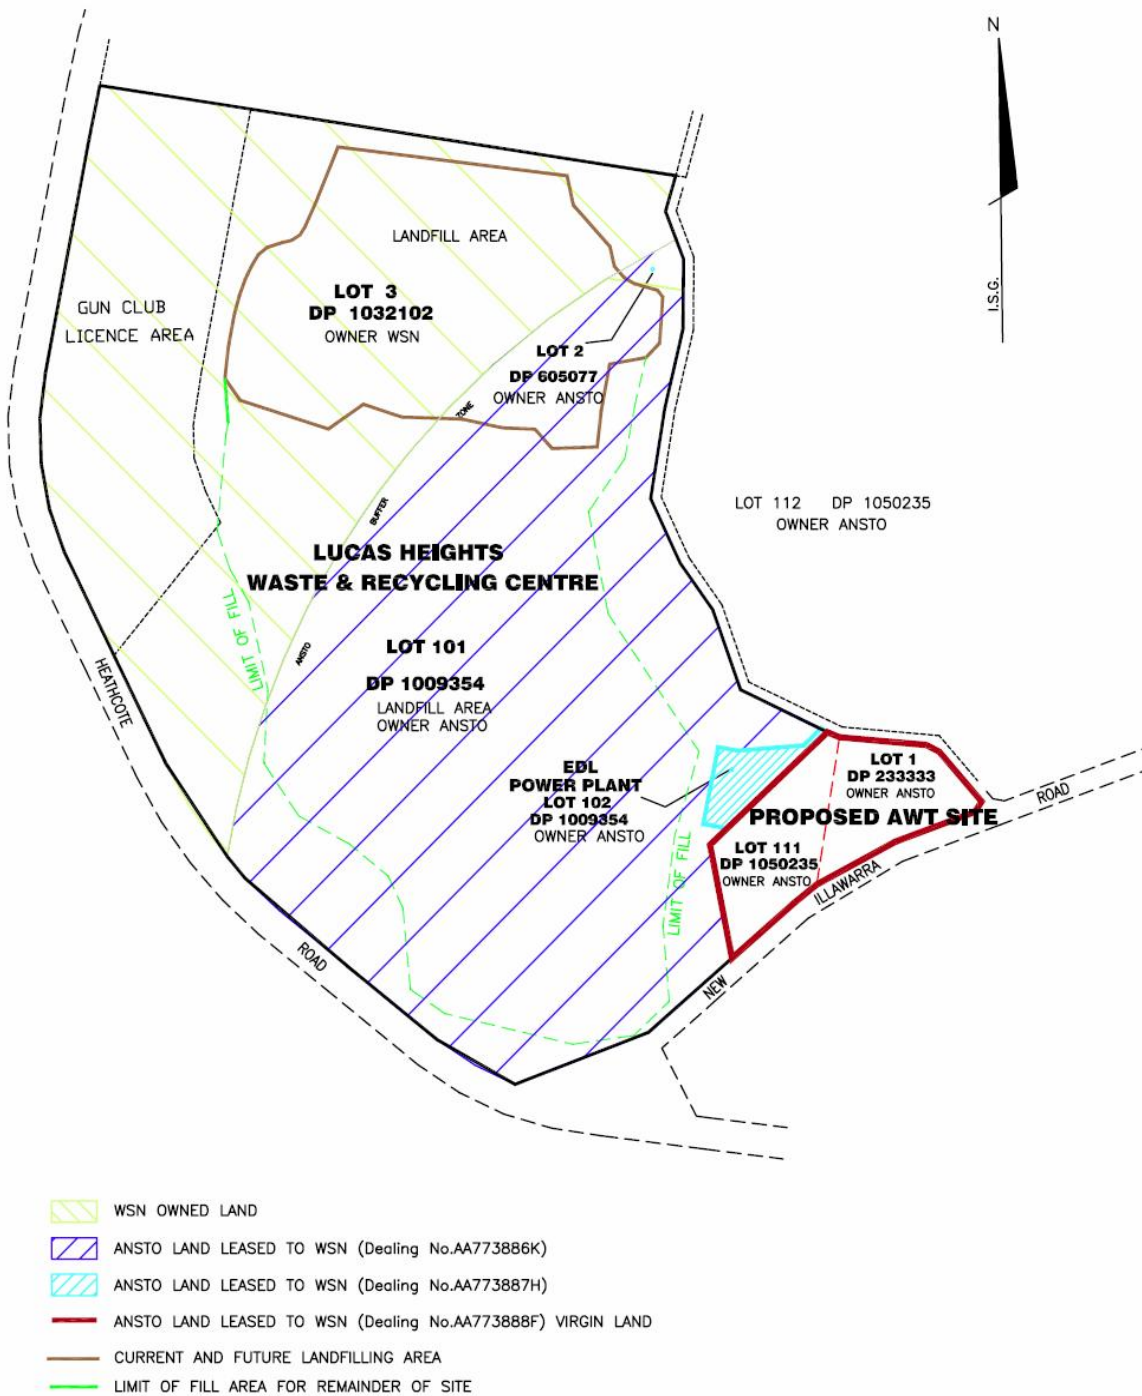 N
I.S.G.
LANDFILL AREA
LOT 3
DP 1032102
OWNER WSN
GUN CLUB
LICENCE AREA
LOT 2
DP 605077
OWNER ANSTO
ZONE
BUFFER
ANSTO
LOT 112 DP 1050235
OWNER ANSTO
LUCAS HEIGHTS
WASTE & RECYCLING CENTRE
LIMIT OF FILL
LOT 101
DP 1009354
LANDFILL AREA
OWNER ANSTO
HEATHCOTE
ROAD
EDL
POWER PLANT
LOT 102
DP 1009354
OWNER ANSTO
LIMIT OF FILL
LOT 1
DP 233333
OWNER ANSTO
PROPOSED AWT SITE
LOT 111
DP 1050235
OWNER ANSTO
NEW
ILLAWARRA
ROAD
WSN OWNED LAND
ANSTO LAND LEASED TO WSN (Dealing No.AA773886K)
ANSTO LAND LEASED TO WSN (Dealing No.AA773887H)
ANSTO LAND LEASED TO WSN (Dealing No.AA773888F) VIRGIN LAND
CURRENT AND FUTURE LANDFILLING AREA
LIMIT OF FILL AREA FOR REMAINDER OF SITE